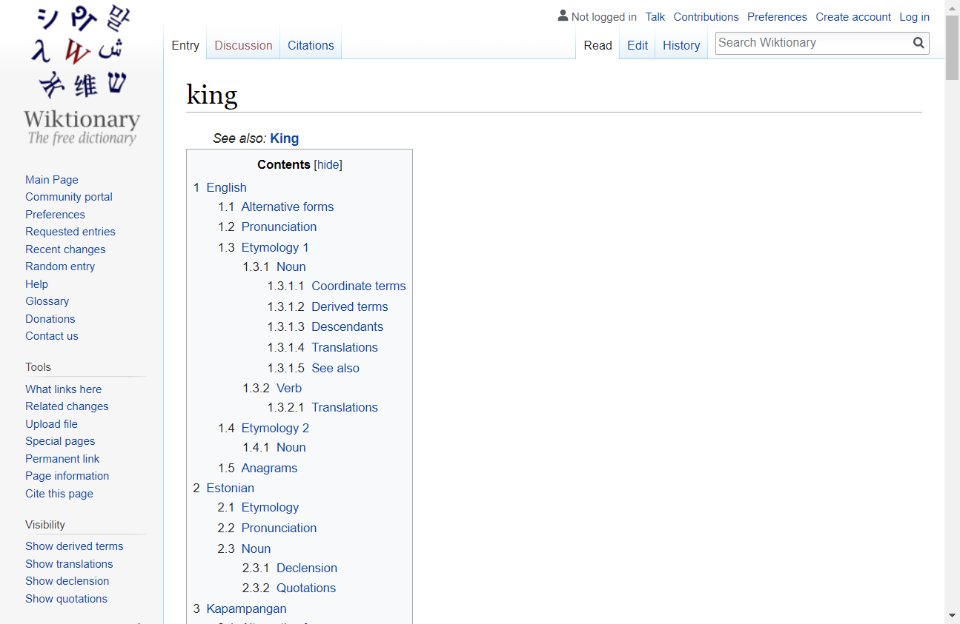 Not logged in Talk Contributions Preferences Create account Log in
Entry Discussion Citations Read Edit History Search Wiktionary
Wiktionary
The free dictionary
king
See also: King
Contents [hide]
1 English
1.1 Alternative forms
1.2 Pronunciation
1.3 Etymology 1
1.3.1 Noun
1.3.1.1 Coordinate terms
1.3.1.2 Derived terms
1.3.1.3 Descendants
1.3.1.4 Translations
1.3.1.5 See also
1.3.2 Verb
1.3.2.1 Translations
1.4 Etymology 2
1.4.1 Noun
1.5 Anagrams
2 Estonian
2.1 Etymology
2.2 Pronunciation
2.3 Noun
2.3.1 Declension
2.3.2 Quotations
3 Kapampangan
Main Page
Community portal
Preferences
Requested entries
Recent changes
Random entry
Help
Glossary
Donations
Contact us
Tools
What links here
Related changes
Upload file
Special pages
Permanent link
Page information
Cite this page
Visibility
Show derived terms
Show translations
Show declension
Show quotations